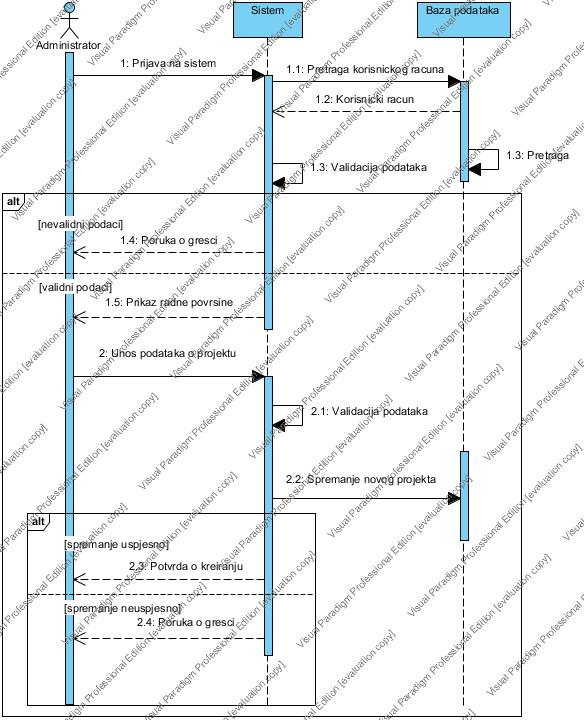 Sistem
Baza podataka
Administrator
1: Prijava na sistem
1.1: Pretraga korisnickog racuna
1.2: Korisnicki racun
1.3: Pretraga
1.3: Validacija podataka
alt
[nevalidni podaci]
1.4: Poruka o gresci
[validni podaci]
1.5: Prikaz radne povrsine
2: Unos podataka o projektu
2.1: Validacija podataka
2.2: Spremanje novog projekta
alt
[spremanje uspjesno]
2.3: Potvrda o kreiranju
[spremanje neuspjesno]
2.4: Poruka o gresci
Visual Paradigm Professional Edition [evaluation copy]